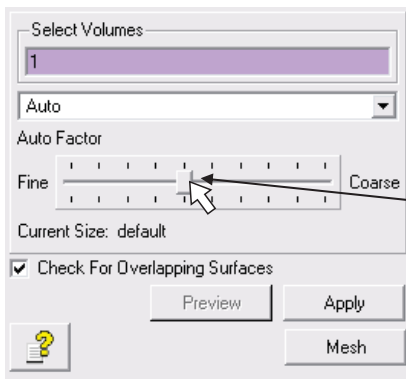 Select Volumes
1
Auto
Auto Factor
Fine Coarse
Current Size: default
Check For Overlapping Surfaces
Preview Apply
Mesh